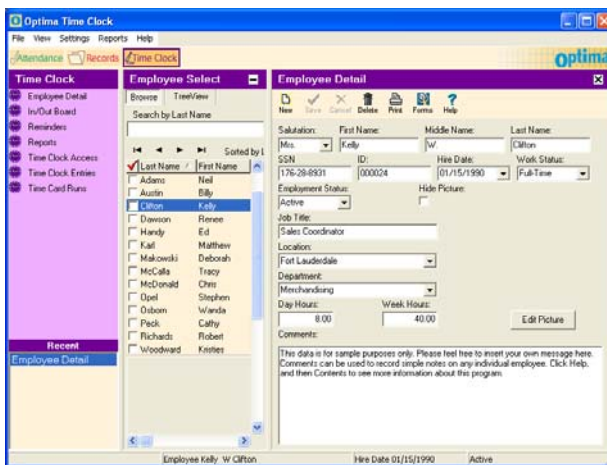 Optima Time Clock
File View Settings Reports Help
Attendance Records Time Clock
Optima
Time Clock
Employee Detail
In/Out Board
Reminders
Reports
Time Clock Access
Time Clock Entries
Time Card Runs
Recent
Employee Detail
Employee Select
Browse TreeView
Search by Last Name
Sorted by L
Last Name First Name
Adams Neil
Austin Billy
Clifton Kelly
Dawson Renee
Handy Ed
Karl Matthew
Makowski Deborah
McCalla Tracy
McDonald Chris
Opel Stephen
Osborn Wanda
Peck Cathy
Richards Robert
Woodward Kristies
Employee Detail
New Save Cancel Delete Print Forms Help
Salutation: First Name: Middle Name: Last Name:
Mrs. Kelly W. Clifton
SSN ID: Hire Date: Work Status:
176-28-8931 000024 01/15/1990 Full-Time
Employment Status: Hide Picture:
Active
Job Title:
Sales Coordinator
Location:
Fort Lauderdale
Department:
Merchandising
Day Hours: Week Hours:
8.00 40.00 Edit Picture
Comments:
This data is for sample purposes only. Please feel free to insert your own message here.
Comments can be used to record simple notes on any individual employee. Click Help,
and then Contents to see more information about this program.
Employee Kelly W Clifton Hire Date 01/15/1990 Active